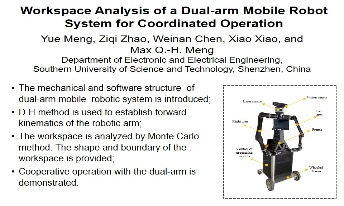 Workspace Analysis of a Dual-arm Mobile Robot
System for Coordinated Operation
Yue Meng, Ziqi Zhao, Weinan Chen, Xiao Xiao, and
Max Q.-H. Meng
Department of Electronic and Electrical Engineering,
Southern University of Science and Technology, Shenzhen, China
• The mechanical and software structure of
dual-arm mobile robotic system is introduced;
• D-H method is used to establish forward
kinematics of the robotic arm;
• The workspace is analyzed by Monte Carlo
method. The shape and boundary of the
workspace is provided;
• Cooperative operation with the dual-arm is
demonstrated.